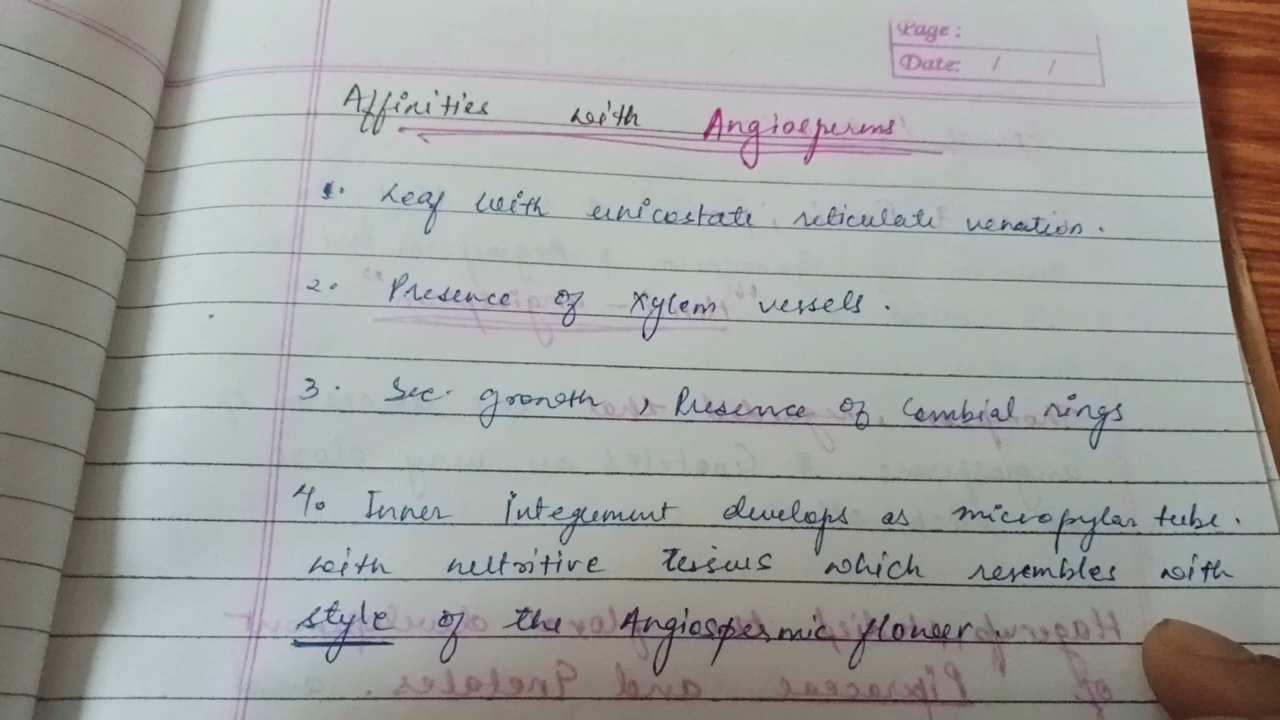 Page:
Date: / /
Affinities with Angiosperms
1. Leaf with unicostate reticulate venation.
2. Presence of Xylem vessels.
3. Sec. growth, Presence of Cambial rings
4. Inner Integument develops as micropylar tube.
with nutritive tissues which resembles with
style of the Angiospermic flower.